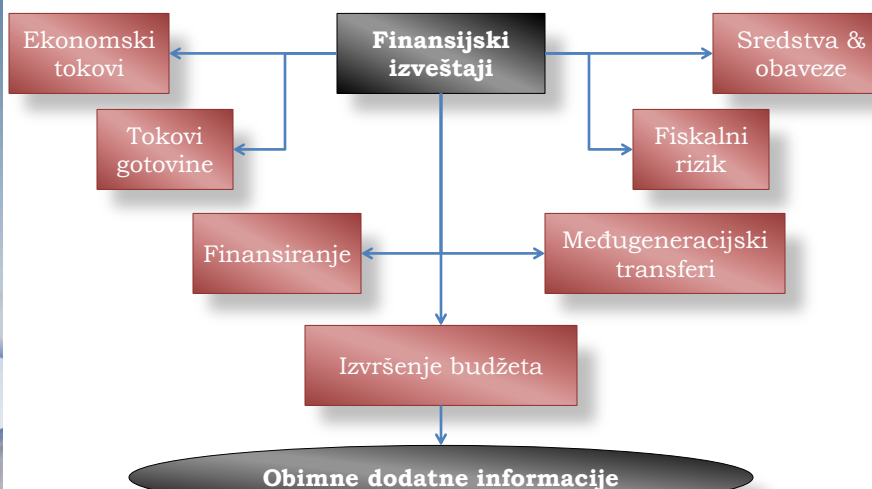 Ekonomski
tokovi
Finansijski
izveštaji
Sredstva &
obaveze
Tokovi
gotovine
Fiskalni
rizik
Finansiranje
Međugeneracijski
transferi
Izvršenje budžeta
Obimne dodatne informacije